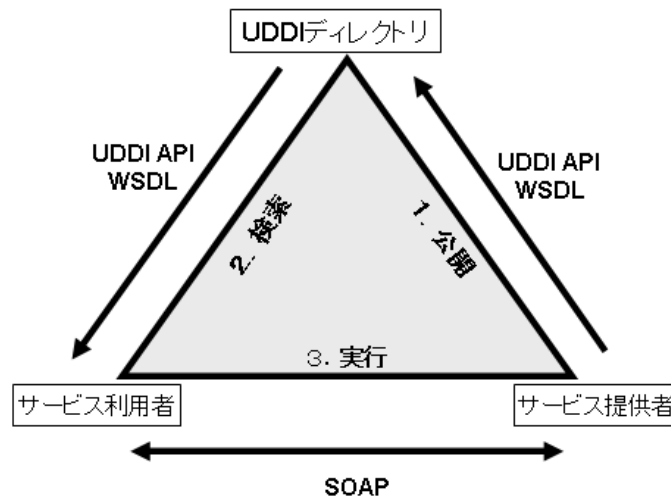 UDDIディレクトリ
UDDI API
WSDL
UDDI API
WSDL
2. 検索
1. 公開
3. 実行
サービス利用者
サービス提供者
SOAP